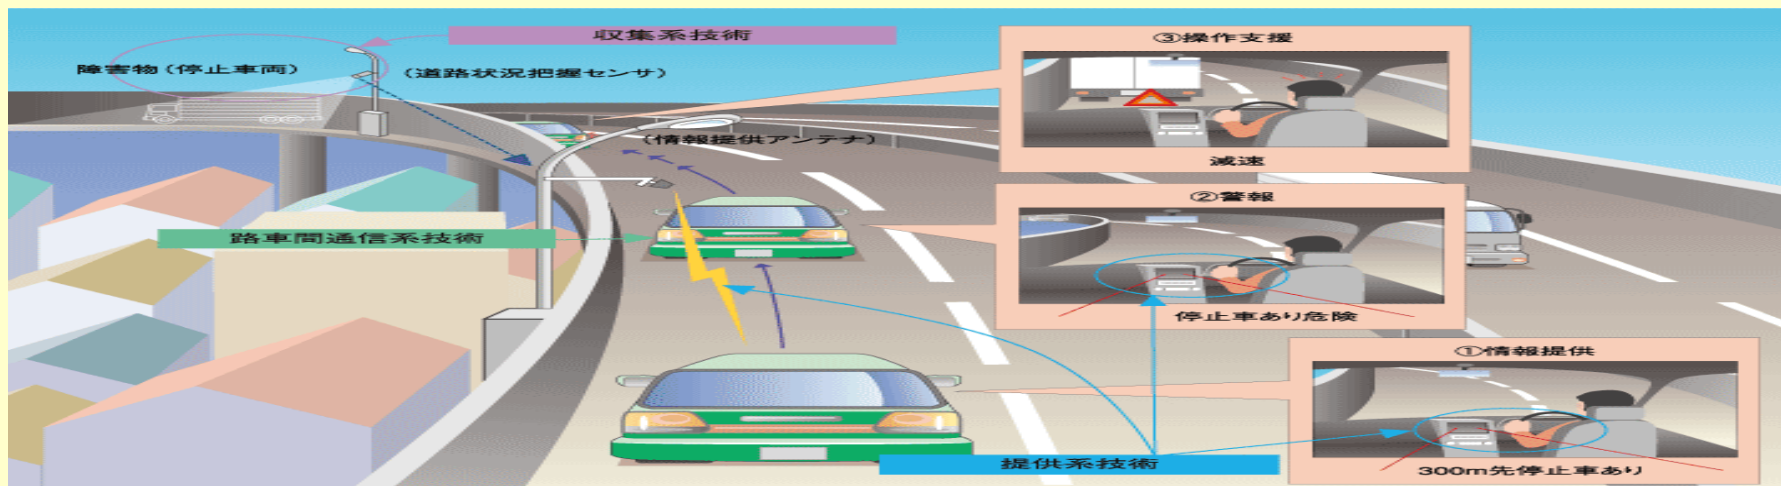 収集系技術
③操作支援
障害物(停止車両)
(道路状況把握センサ)
(情報提供アンテナ)
減速
②警報
路車間通信系技術
停止車あり危険
①情報提供
提供系技術
300m先停止車あり